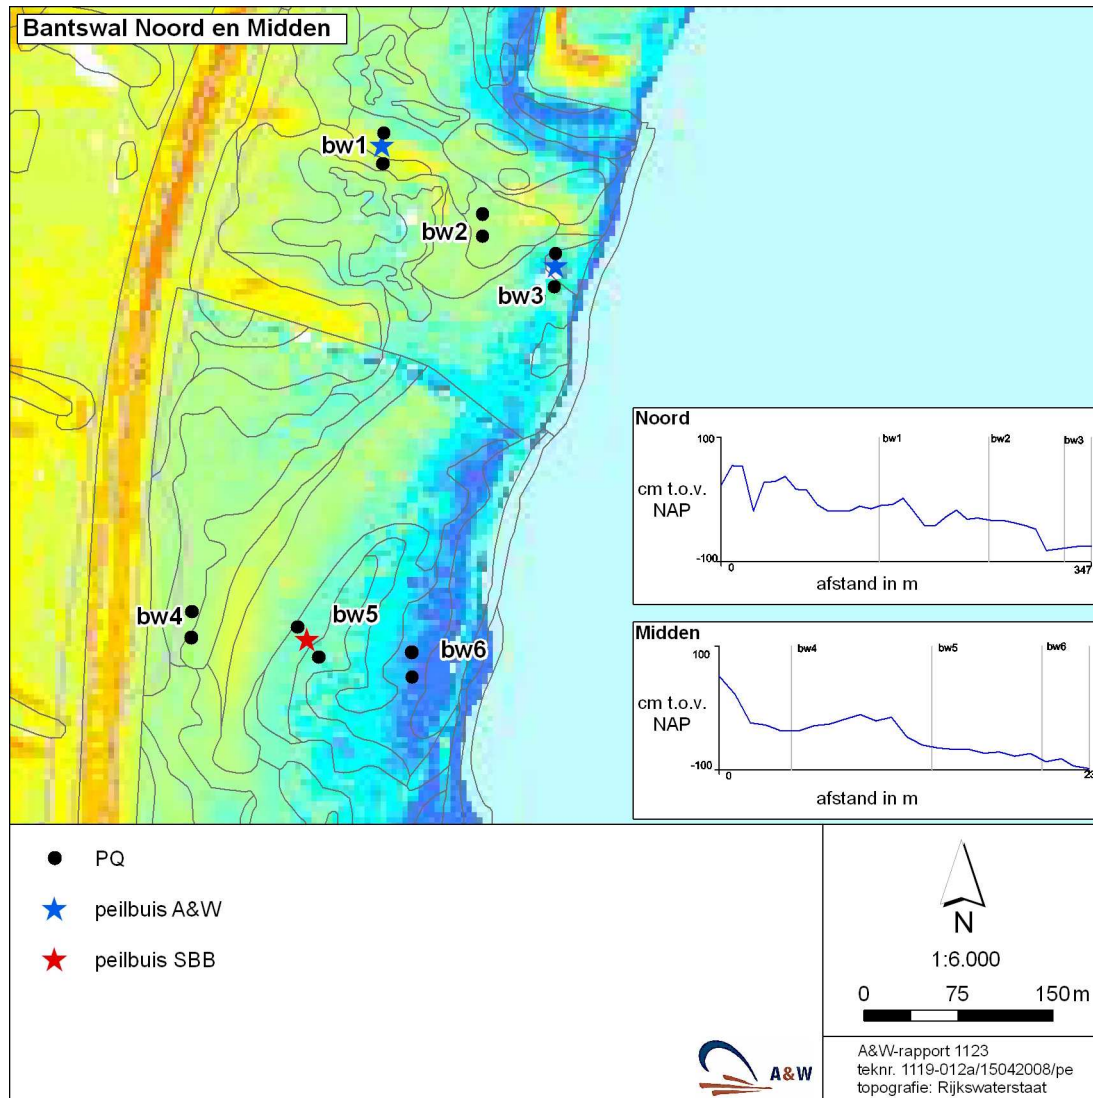 Bantswal Noord en Midden
bw1
bw2
bw3
bw4
bw5
bw6
Noord
100
cm t.o.v.
NAP
-100
bw1
bw2
bw3
0
347
afstand in m
Midden
100
cm t.o.v.
NAP
-100
bw4
bw5
bw6
0
afstand in m
PQ
peilbuis A&W
peilbuis SBB
N
1:6.000
0 75 150 m
A&W
A&W-rapport 1123
teknr. 1119-012a/15042008/pe
topografie: Rijkswaterstaat